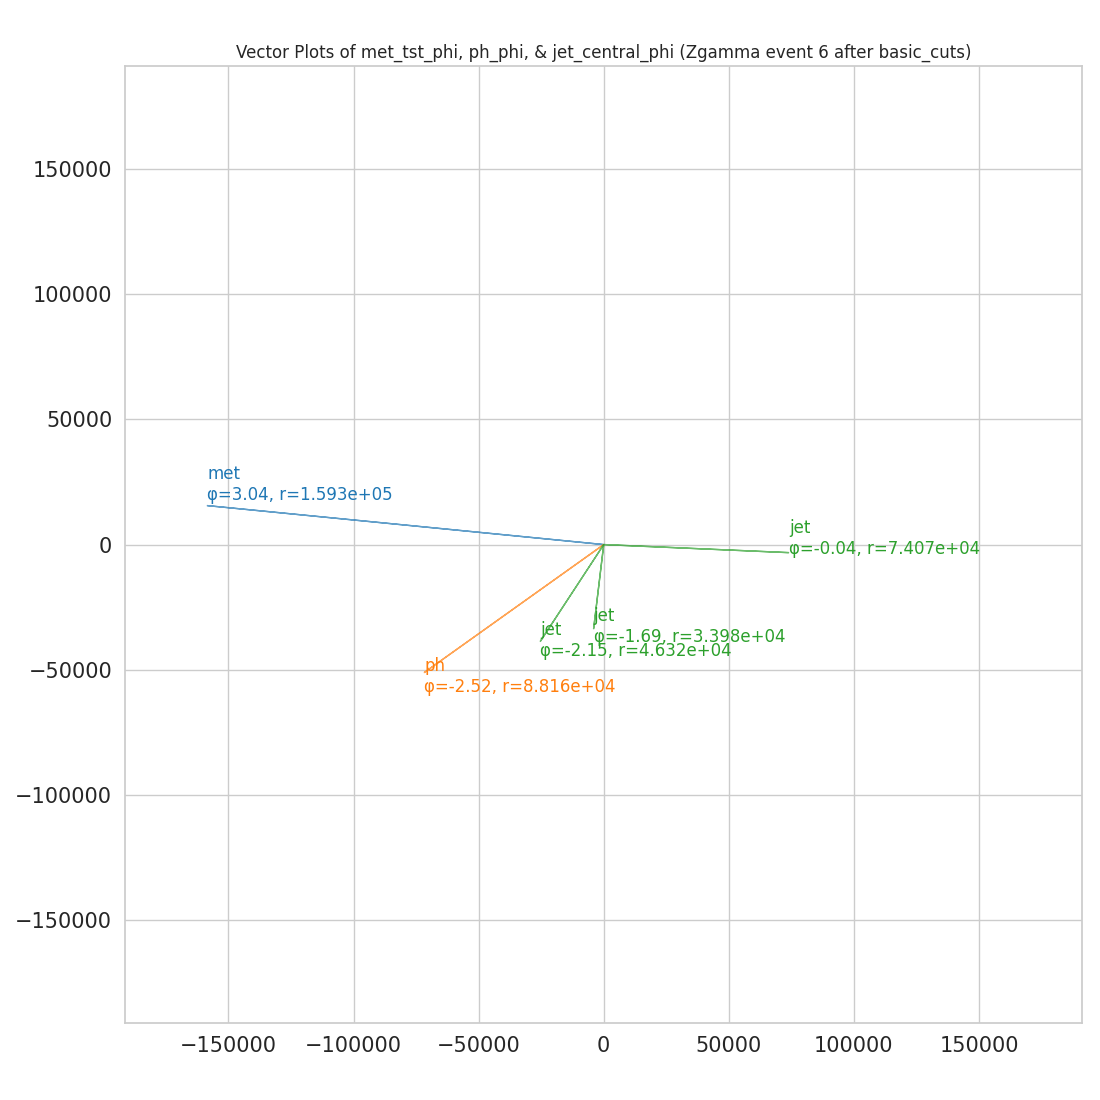 Vector Plots of met_tst_phi, ph_phi, & jet_central_phi (Zgamma event 6 after basic_cuts)
150000
100000
50000
0
−50000
−100000
−150000
met
φ=3.04, r=1.593e+05
jet
φ=-0.04, r=7.407e+04
jet
φ=-1.69, r=3.398e+04
jet
φ=-2.15, r=4.632e+04
ph
φ=-2.52, r=8.816e+04
−150000
−100000
−50000
0
50000
100000
150000